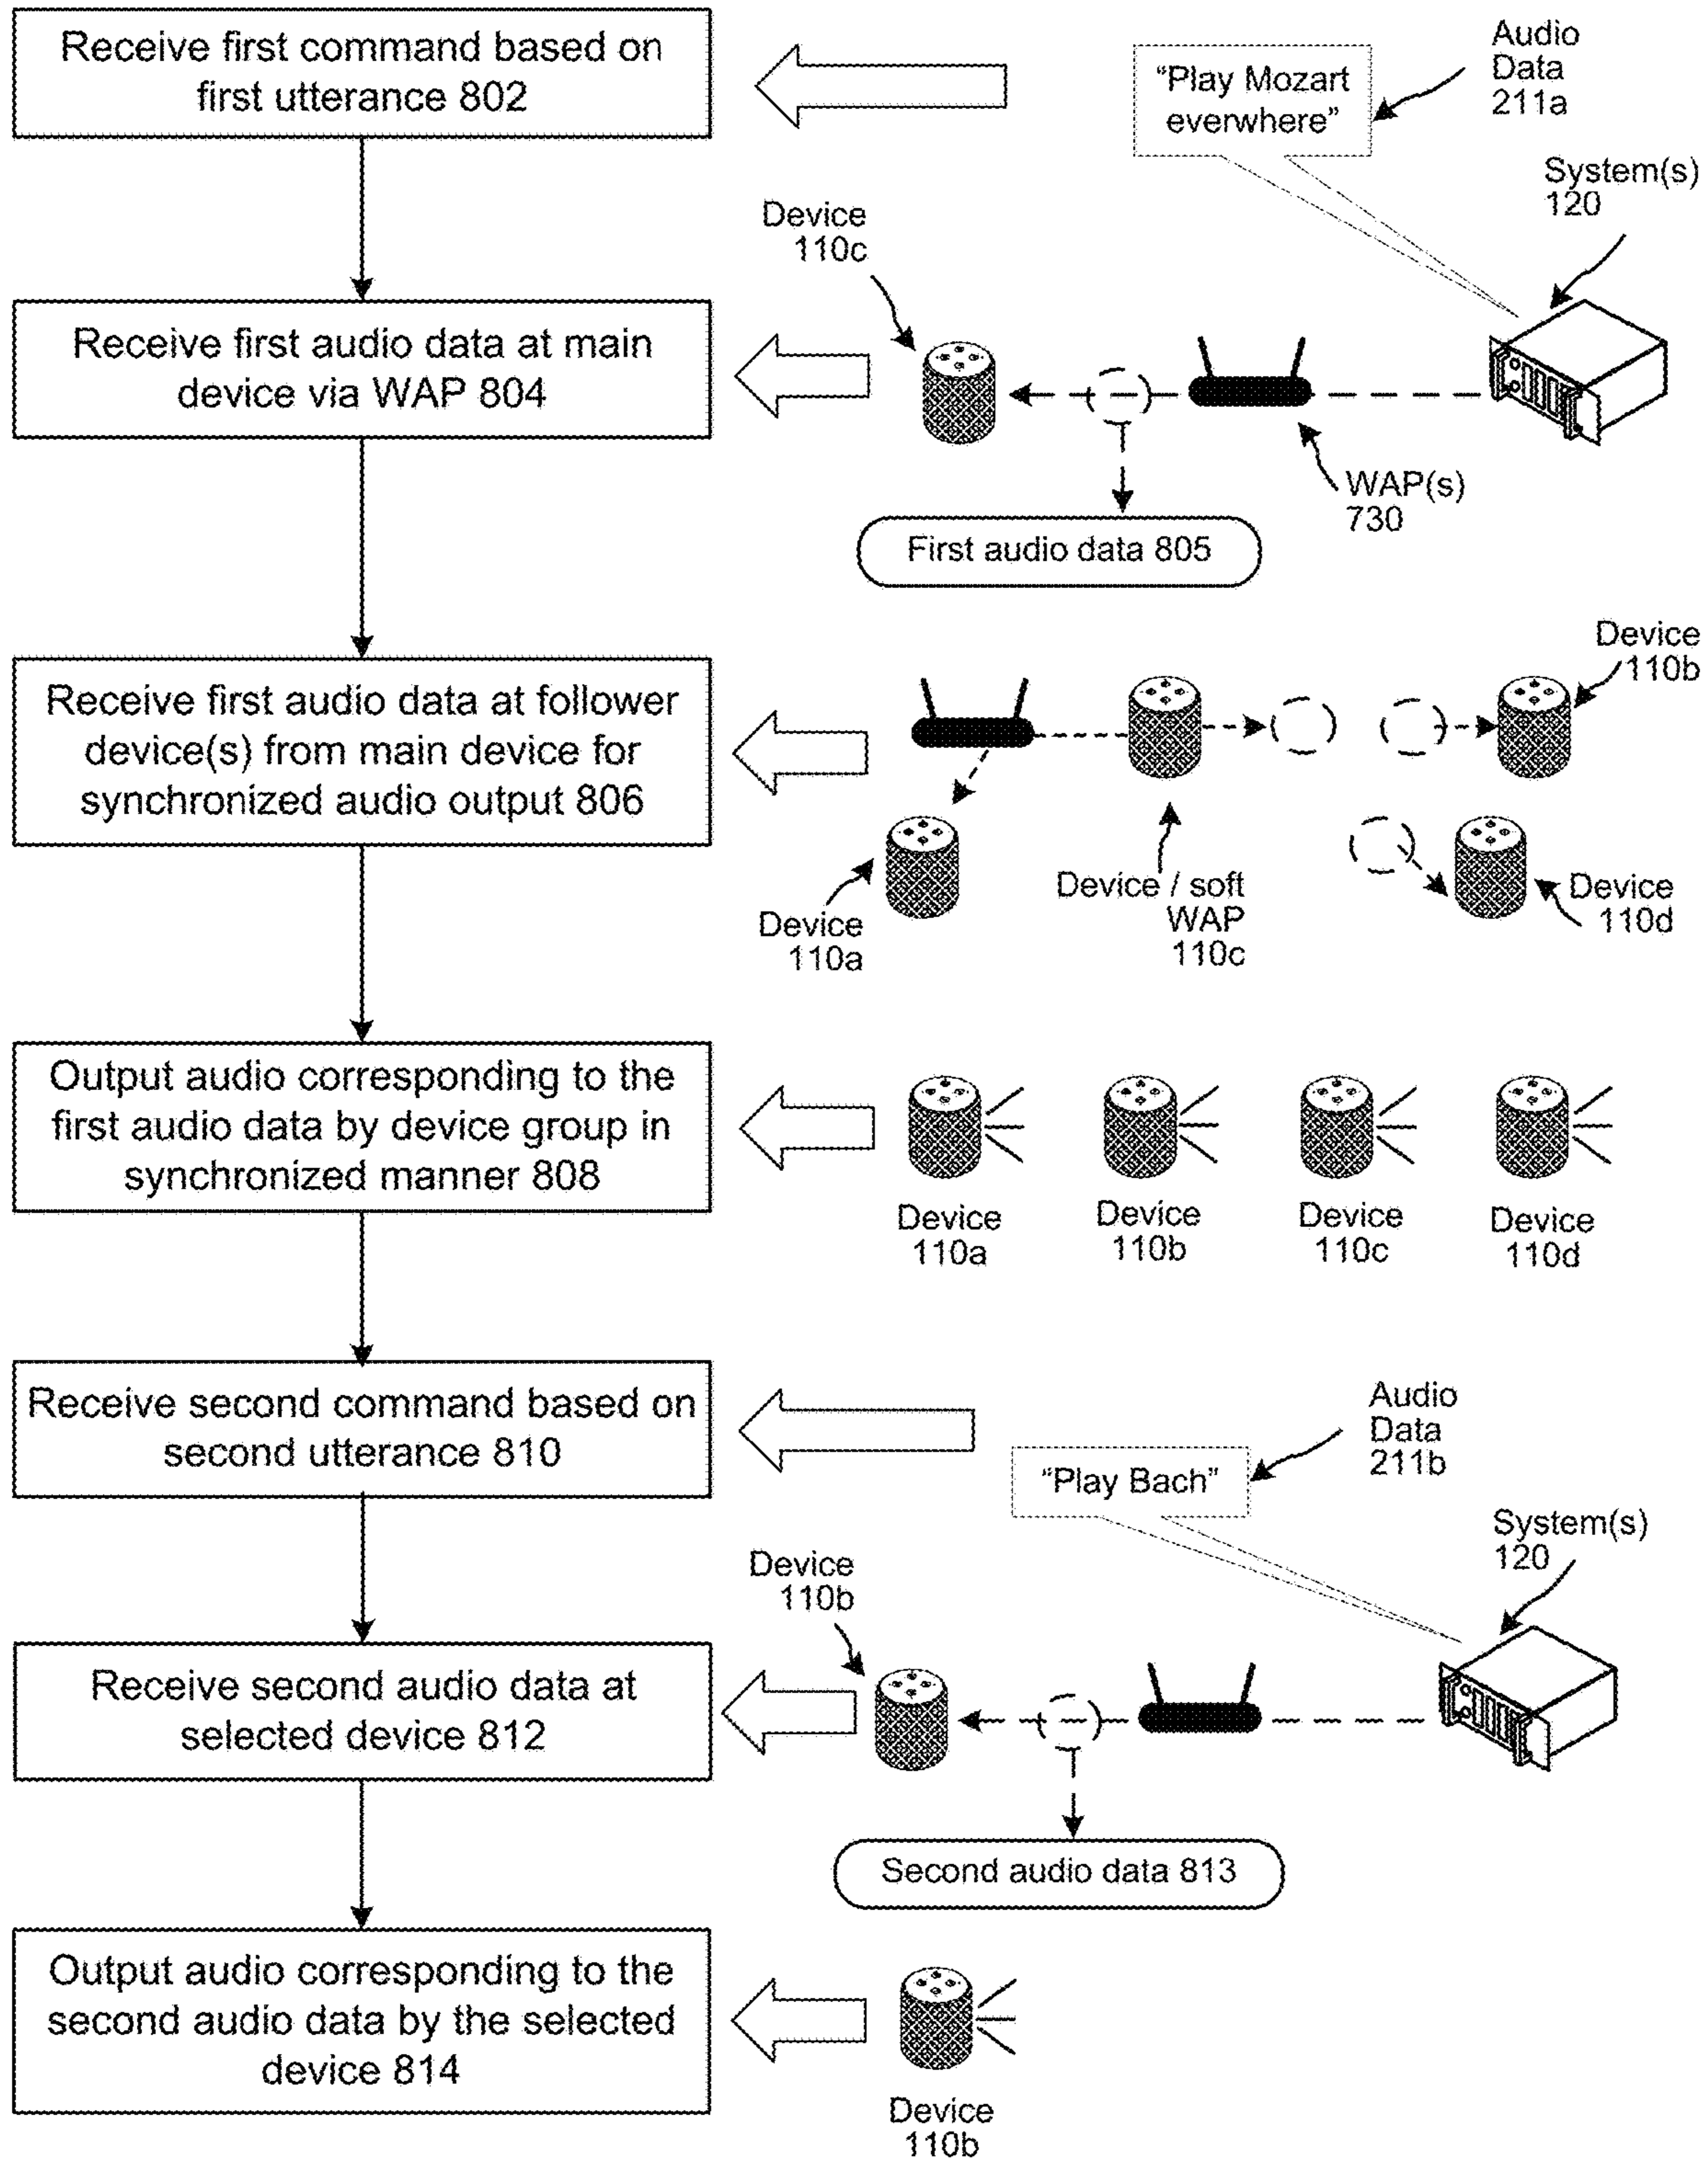 Receive first command based on
first utterance 802
“Play Mozart
everwhere”
Audio
Data
211a
System(s)
120
Device
110c
Receive first audio data at main
device via WAP 804
WAP(s)
730
First audio data 805
Receive first audio data at follower
device(s) from main device for
synchronized audio output 806
Device
110b
Device
110a
Device / soft
WAP
110c
Device
110d
Output audio corresponding to the
first audio data by device group in
synchronized manner 808
Device
110a
Device
110b
Device
110c
Device
110d
Receive second command based on
second utterance 810
“Play Bach”
Audio
Data
211b
System(s)
120
Device
110b
Receive second audio data at
selected device 812
Second audio data 813
Output audio corresponding to the
second audio data by the selected
device 814
Device
110b